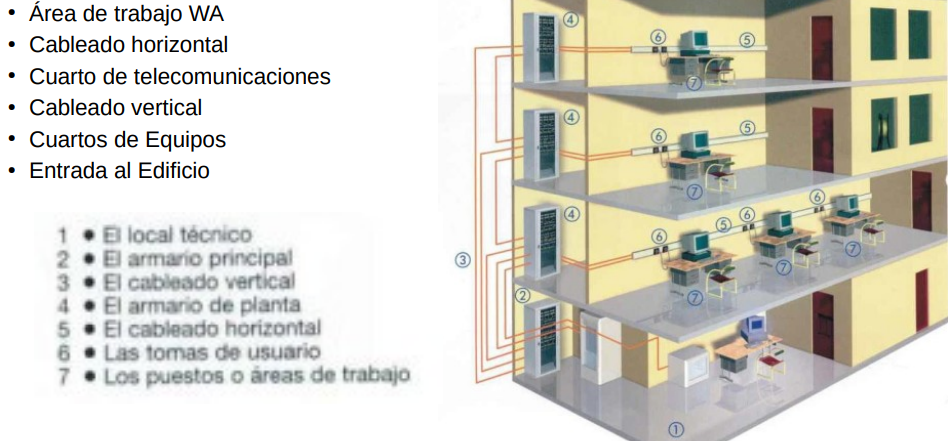 • Área de trabajo WA
• Cableado horizontal
• Cuarto de telecomunicaciones
• Cableado vertical
• Cuartos de Equipos
• Entrada al Edificio
1 • El local técnico
2 • El armario principal
3 • El cableado vertical
4 • El armario de planta
5 • El cableado horizontal
6 • Las tomas de usuario
7 • Los puestos o áreas de trabajo
4
6
5
7
4
6
5
7
4
6
5
6
6
7
7
7
3
2
1